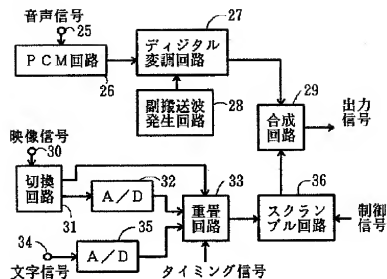 音声信号
25
PCM回路
26
27
ディジタル
変調回路
副搬送波
発生回路
28
29
合成
回路
出力
信号
映像信号
30
切換
回路
31
A/D
32
33
重畳
回路
34
文字信号
A/D
35
タイミング信号
36
スクラン
ブル回路
制御
信号